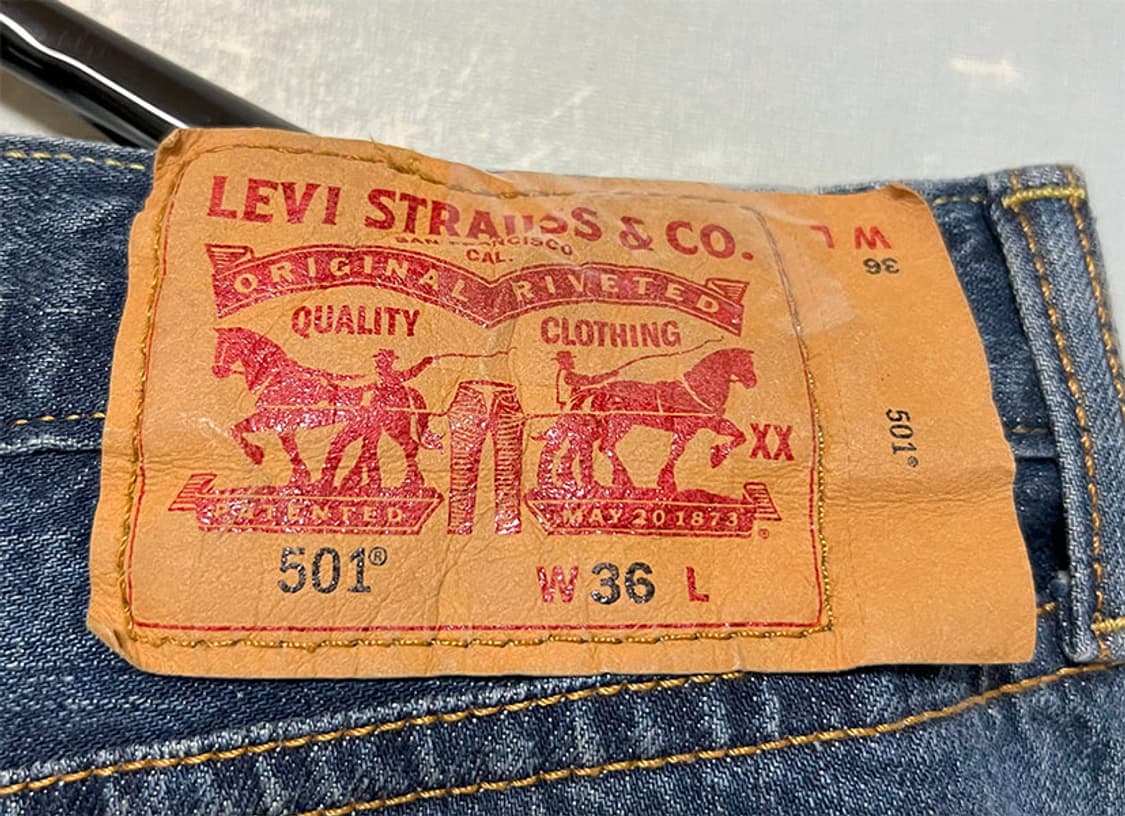 LEVI STRAUSS & CO.
SAN FRANCISCO
CAL.
ORIGINAL RIVETED
QUALITY CLOTHING
XX
PATENTED MAY 20 1873 ®
501® W 36 L
W L
36
501®